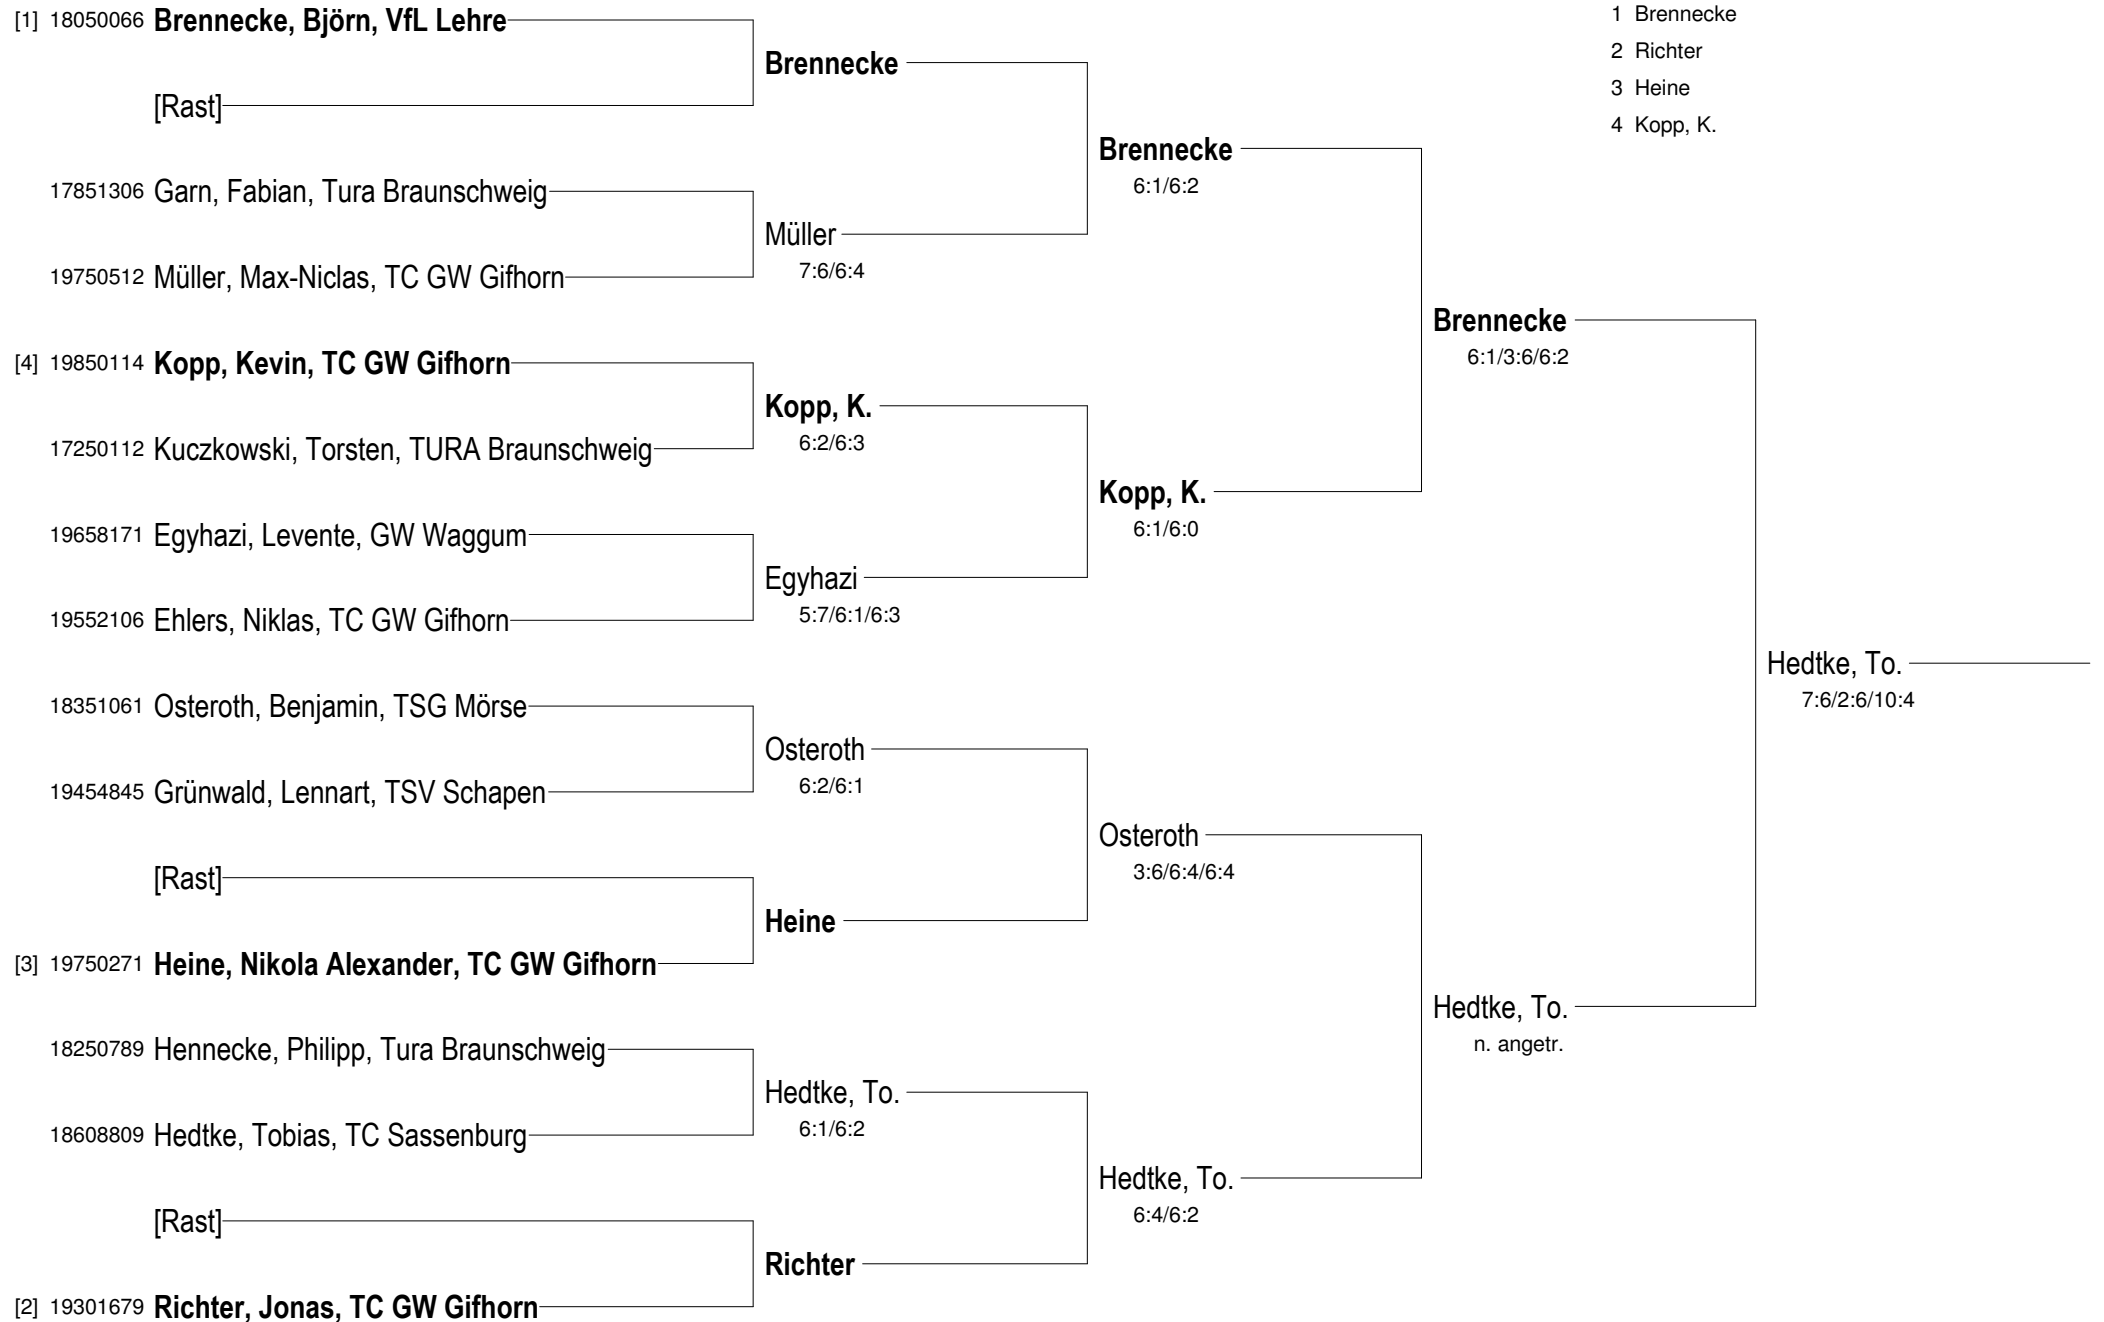 [1] 18050066 Brennecke, Björn, VfL Lehre
[Rast]
17851306 Garn, Fabian, Tura Braunschweig
19750512 Müller, Max-Niclas, TC GW Gifhorn
[4] 19850114 Kopp, Kevin, TC GW Gifhorn
17250112 Kuczkowski, Torsten, TURA Braunschweig
19658171 Egyhazi, Levente, GW Waggum
19552106 Ehlers, Niklas, TC GW Gifhorn
18351061 Osteroth, Benjamin, TSG Mörse
19454845 Grünwald, Lennart, TSV Schapen
[Rast]
[3] 19750271 Heine, Nikola Alexander, TC GW Gifhorn
18250789 Hennecke, Philipp, Tura Braunschweig
18608809 Hedtke, Tobias, TC Sassenburg
[Rast]
[2] 19301679 Richter, Jonas, TC GW Gifhorn
Brennecke
Müller
7:6/6:4
Kopp, K.
6:2/6:3
Egyhazi
5:7/6:1/6:3
Osteroth
6:2/6:1
Heine
Hedtke, To.
6:1/6:2
Richter
Brennecke
6:1/6:2
Kopp, K.
6:1/6:0
Osteroth
3:6/6:4/6:4
Hedtke, To.
6:4/6:2
Brennecke
6:1/3:6/6:2
Hedtke, To.
n. angetr.
Hedtke, To.
7:6/2:6/10:4
1 Brennecke
2 Richter
3 Heine
4 Kopp, K.